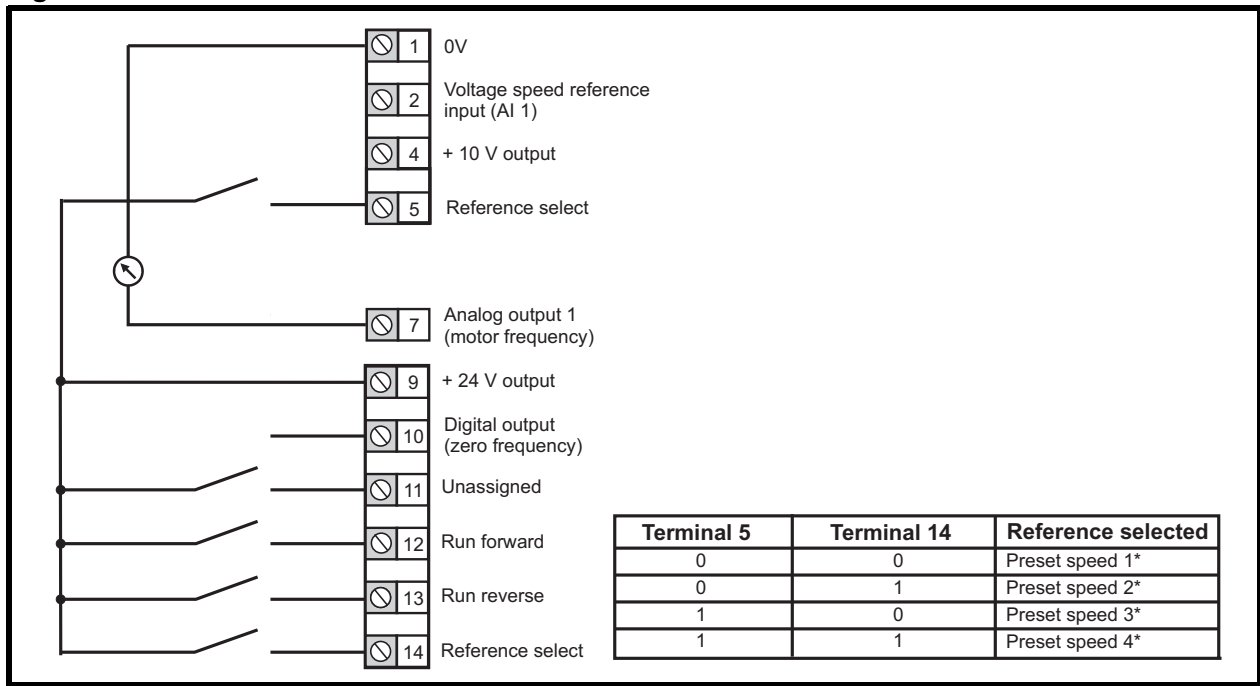 1 0V
2 Voltage speed reference
input (AI 1)
4 + 10 V output
5 Reference select
7 Analog output 1
(motor frequency)
9 + 24 V output
10 Digital output
(zero frequency)
11 Unassigned
12 Run forward
13 Run reverse
14 Reference select
Terminal 5 Terminal 14 Reference selected
0 0 Preset speed 1*
0 1 Preset speed 2*
1 0 Preset speed 3*
1 1 Preset speed 4*